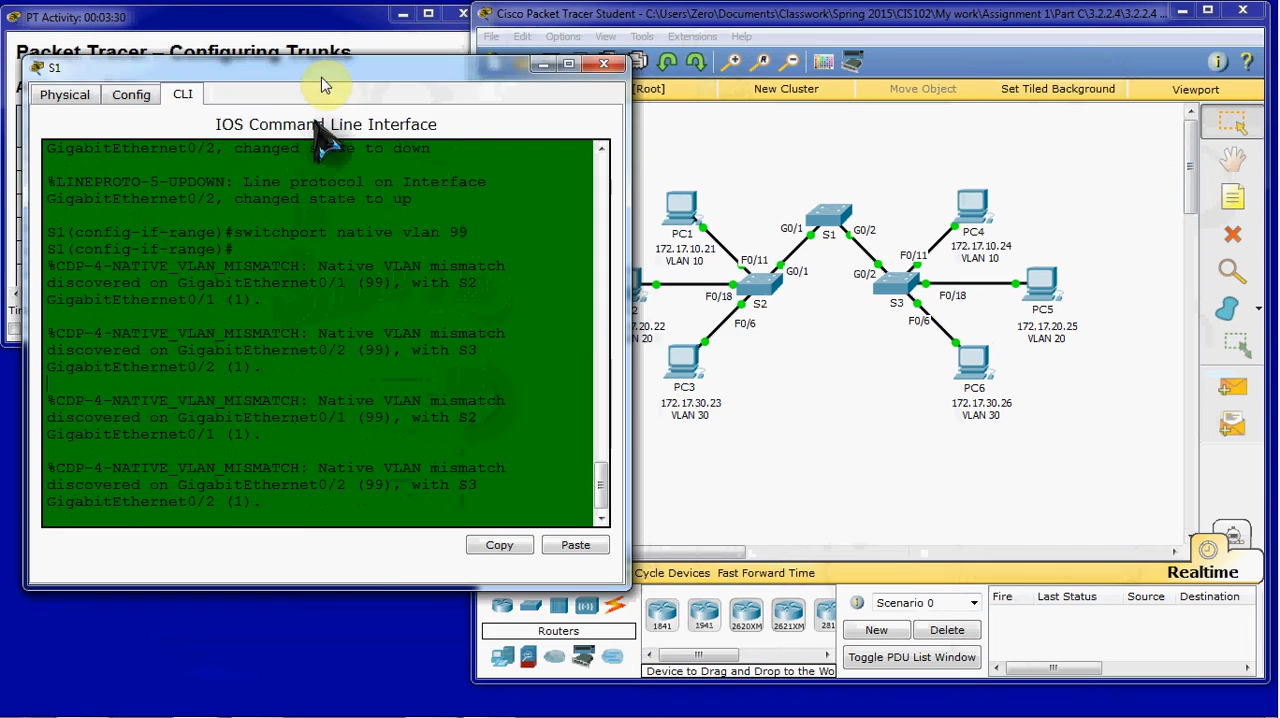 PT Activity: 00:03:30
Packet Tracer – Configuring Trunks
S1
Physical
Config
CLI
IOS Command Line Interface
GigabitEthernet0/2, changed state to down
%LINEPROTO-5-UPDOWN: Line protocol on Interface
GigabitEthernet0/2, changed state to up
S1(config-if-range)#switchport native vlan 99
S1(config-if-range)#
%CDP-4-NATIVE_VLAN_MISMATCH: Native VLAN mismatch
discovered on GigabitEthernet0/1 (99), with S2
GigabitEthernet0/1 (1).
%CDP-4-NATIVE_VLAN_MISMATCH: Native VLAN mismatch
discovered on GigabitEthernet0/2 (99), with S3
GigabitEthernet0/2 (1).
%CDP-4-NATIVE_VLAN_MISMATCH: Native VLAN mismatch
discovered on GigabitEthernet0/1 (99), with S2
GigabitEthernet0/1 (1).
%CDP-4-NATIVE_VLAN_MISMATCH: Native VLAN mismatch
discovered on GigabitEthernet0/2 (99), with S3
GigabitEthernet0/2 (1).
Copy
Paste
Cisco Packet Tracer Student - C:\Users\Zero\Documents\Classwork\Spring 2015\CIS102\My work\Assignment 1\Part C\3.2.2.4\3.2.2.4 ...
File Edit Options View Tools Extensions Help
[Root]
New Cluster
Move Object
Set Tiled Background
Viewport
PC1
172.17.10.21
VLAN 10
S1
G0/1
G0/2
PC4
172.17.10.24
VLAN 10
F0/11
G0/1
G0/2
F0/11
F0/18
S2
S3
F0/18
PC5
F0/6
F0/6
2
20.22
N 20
172.17.20.25
VLAN 20
PC3
172.17.30.23
VLAN 30
PC6
172.17.30.26
VLAN 30
Cycle Devices Fast Forward Time
Realtime
Routers
1841
1941
2620XM
2621XM
281
Device to Drag and Drop to the Wo
Scenario 0
New
Delete
Toggle PDU List Window
Fire
Last Status
Source
Destination